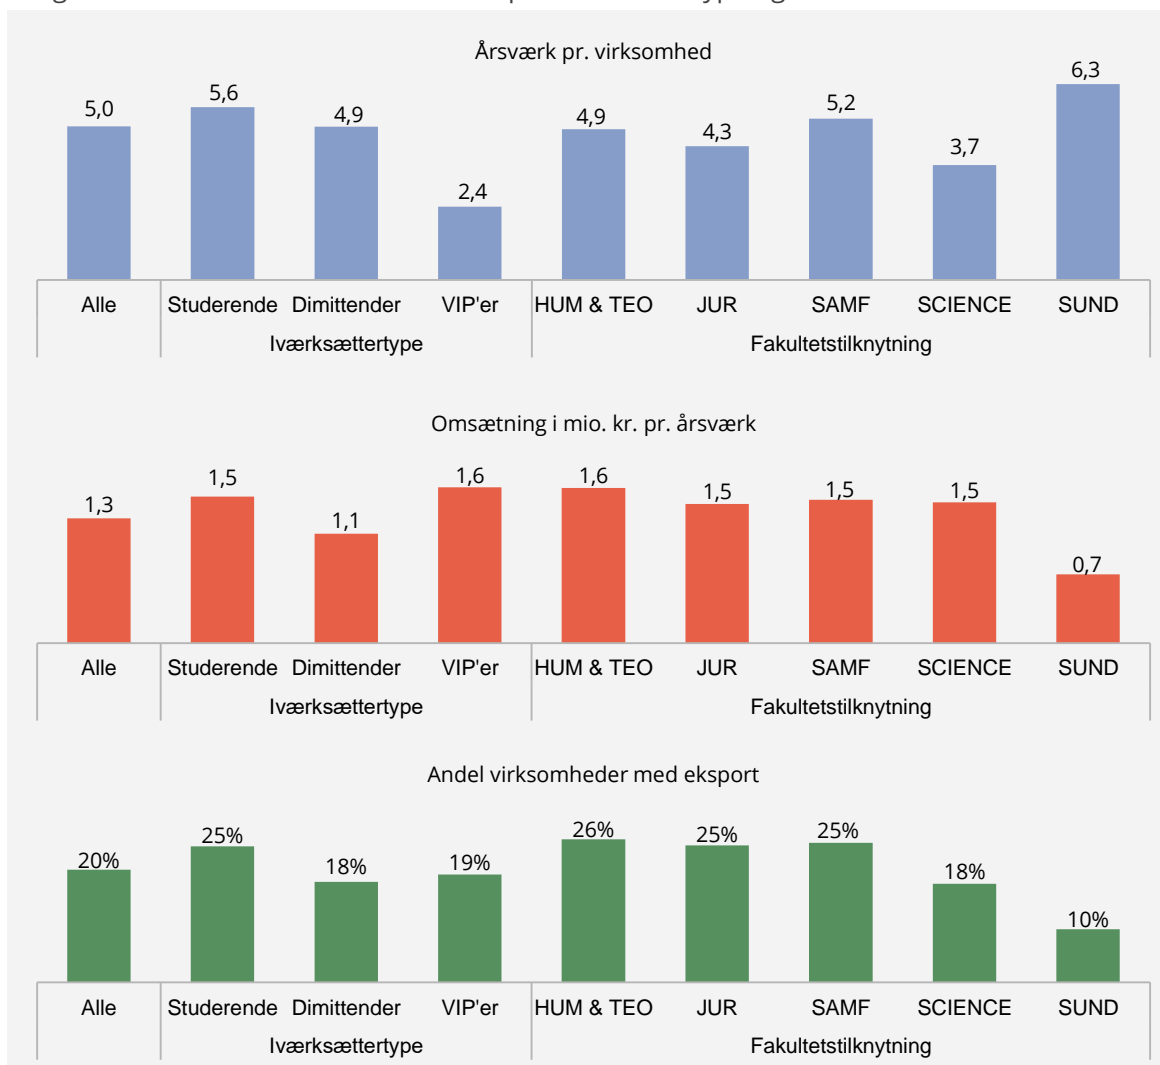 Årsværk pr. virksomhed
5,0 5,6 4,9 2,4 4,9 4,3 5,2 3,7 6,3
Alle Studerende Dimittender VIP'er HUM & TEO JUR SAMF SCIENCE SUND
Iværksættertype Fakultetstilknytning
Omsætning i mio. kr. pr. årsværk
1,3 1,5 1,1 1,6 1,6 1,5 1,5 1,5 0,7
Alle Studerende Dimittender VIP'er HUM & TEO JUR SAMF SCIENCE SUND
Iværksættertype Fakultetstilknytning
Andel virksomheder med eksport
20% 25% 18% 19% 26% 25% 25% 18% 10%
Alle Studerende Dimittender VIP'er HUM & TEO JUR SAMF SCIENCE SUND
Iværksættertype Fakultetstilknytning